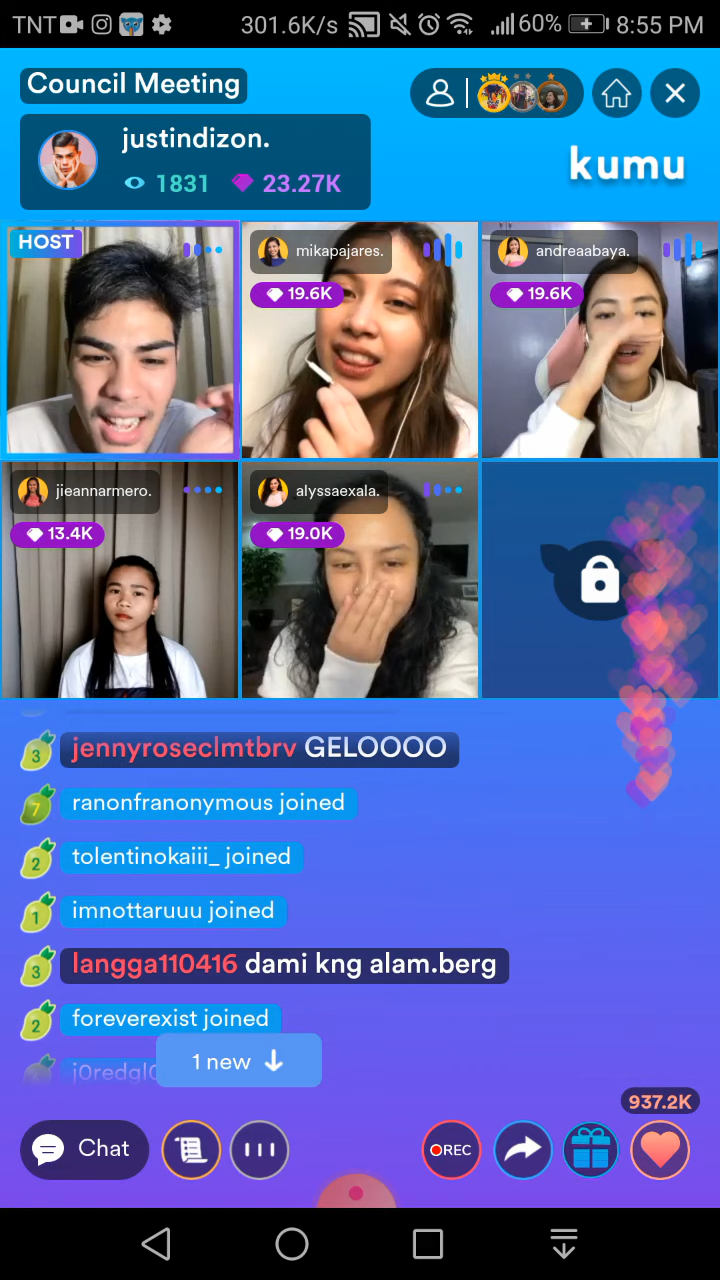 TNT 301.6K/s 60% 8:55 PM
Council Meeting
justindizon.
1831 23.27K
kumu
HOST
mikapajares.
19.6K
andreaabaya.
19.6K
jieannarmero.
13.4K
alyssaexala.
19.0K
3 jennyroseclmtbrv GELOOOO
7 ranonfranonymous joined
2 tolentinokaiii_ joined
1 imnottaruuu joined
3 langga110416 dami kng alam.berg
2 foreverexist joined
1 new
937.2K
Chat
REC